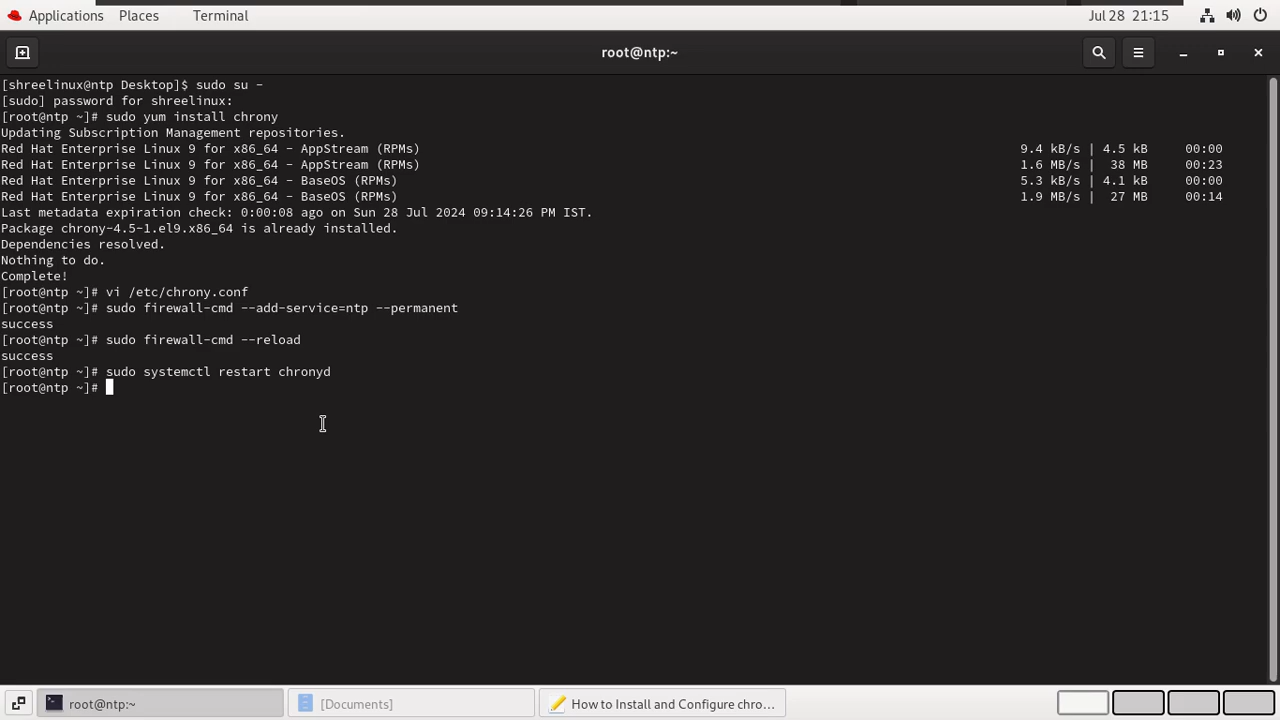 Applications Places Terminal Jul 28 21:15
root@ntp:~
[shreelinux@ntp Desktop]$ sudo su -
[sudo] password for shreelinux:
[root@ntp ~]# sudo yum install chrony
Updating Subscription Management repositories.
Red Hat Enterprise Linux 9 for x86_64 - AppStream (RPMs) 9.4 kB/s | 4.5 kB 00:00
Red Hat Enterprise Linux 9 for x86_64 - AppStream (RPMs) 1.6 MB/s | 38 MB 00:23
Red Hat Enterprise Linux 9 for x86_64 - BaseOS (RPMs) 5.3 kB/s | 4.1 kB 00:00
Red Hat Enterprise Linux 9 for x86_64 - BaseOS (RPMs) 1.9 MB/s | 27 MB 00:14
Last metadata expiration check: 0:00:08 ago on Sun 28 Jul 2024 09:14:26 PM IST.
Package chrony-4.5-1.el9.x86_64 is already installed.
Dependencies resolved.
Nothing to do.
Complete!
[root@ntp ~]# vi /etc/chrony.conf
[root@ntp ~]# sudo firewall-cmd --add-service=ntp --permanent
success
[root@ntp ~]# sudo firewall-cmd --reload
success
[root@ntp ~]# sudo systemctl restart chronyd
[root@ntp ~]#
root@ntp:~ [Documents] How to Install and Configure chro...